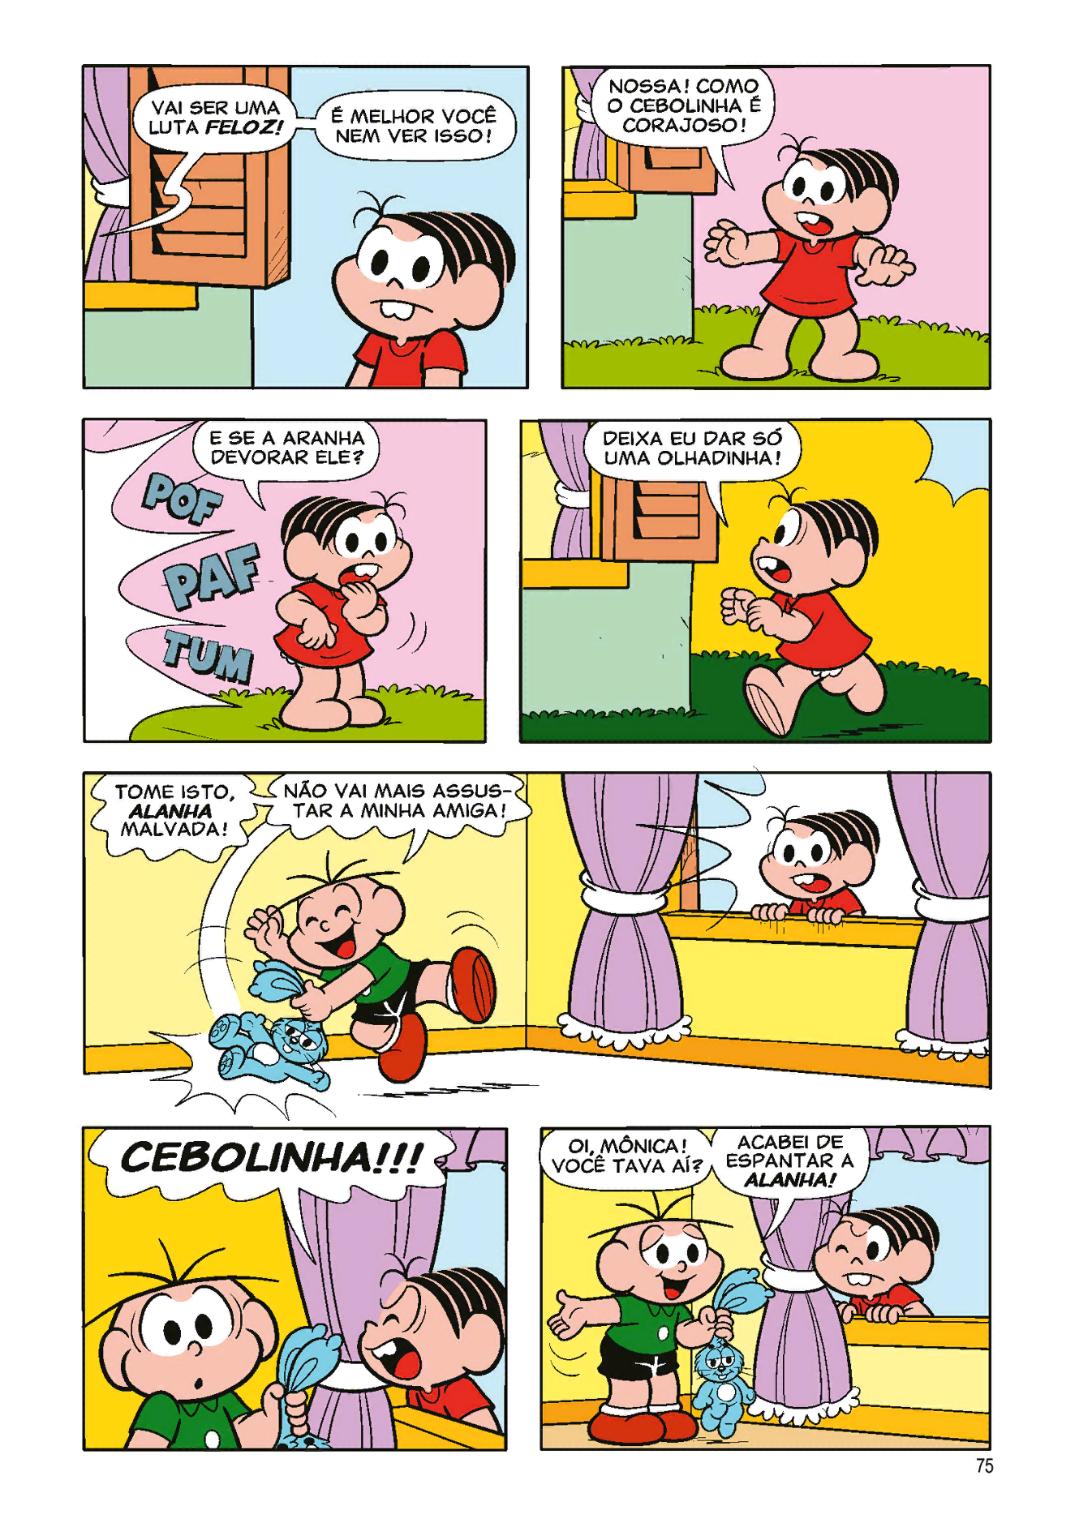 VAI SER UMA
LUTA FELOZ!
É MELHOR VOCÊ
NEM VER ISSO!
NOSSA! COMO
O CEBOLINHA É
CORAJOSO!
E SE A ARANHA
DEVORAR ELE?
POF
PAF
TUM
DEIXA EU DAR SÓ
UMA OLHADINHA!
TOME ISTO,
ALANHA
MALVADA!
NÃO VAI MAIS ASSUS-
TAR A MINHA AMIGA!
CEBOLINHA!!!
OI, MÔNICA!
VOCÊ TAVA AÍ?
ACABEI DE
ESPANTAR A
ALANHA!
75